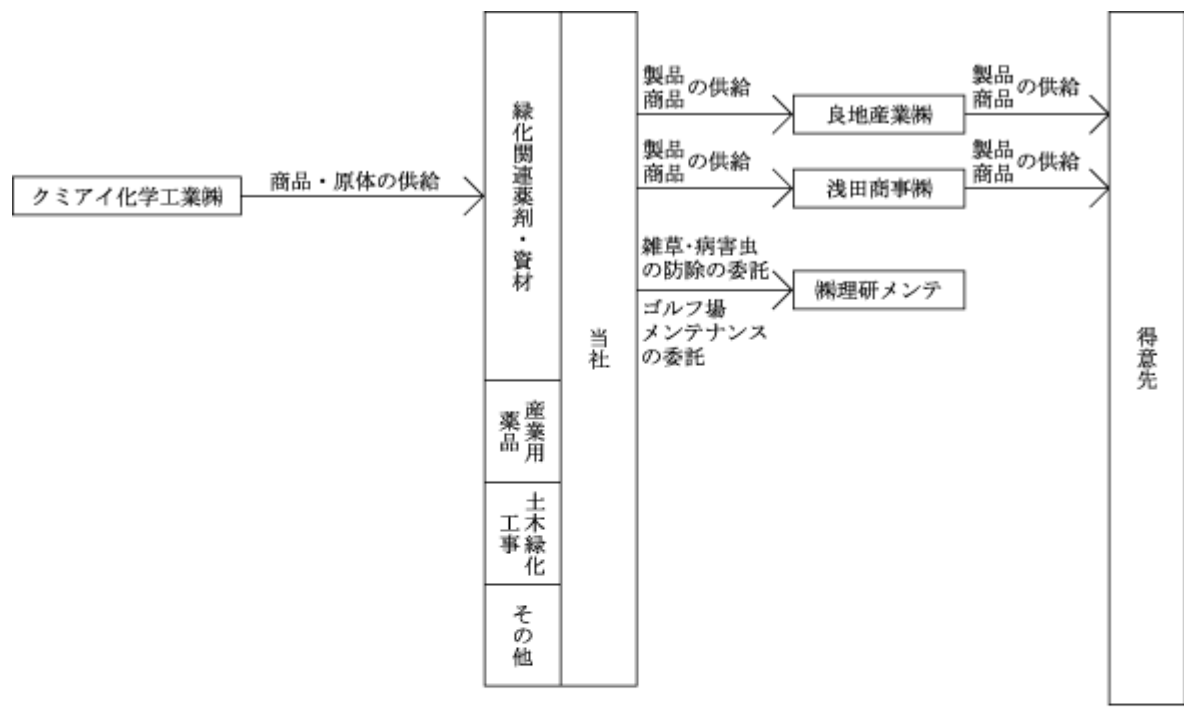 クミアイ化学工業㈱
商品・原体の供給
緑化関連薬剤・資材
産業用
薬品
土木緑化
工事
その他
当社
製品
商品
の供給
良地産業㈱
製品
商品
の供給
製品
商品
の供給
浅田商事㈱
製品
商品
の供給
雑草・病害虫
の防除の委託
㈱理研メンテ
ゴルフ場
メンテナンス
の委託
得意先